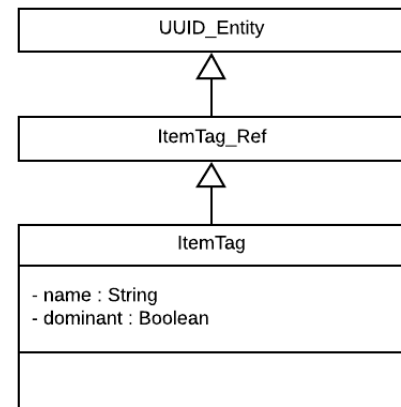 UUID_Entity
ItemTag_Ref
ItemTag
- name : String
- dominant : Boolean